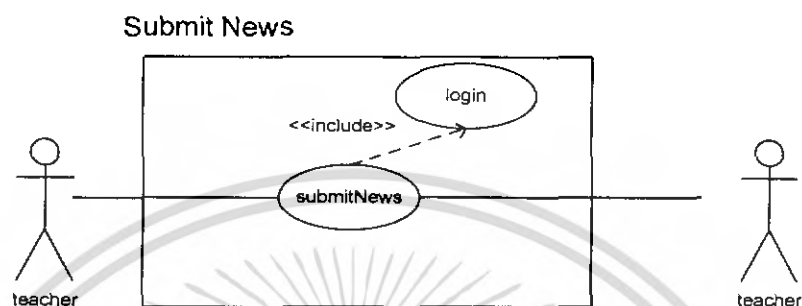 Submit News
login
<<include>>
submitNews
teacher
teacher